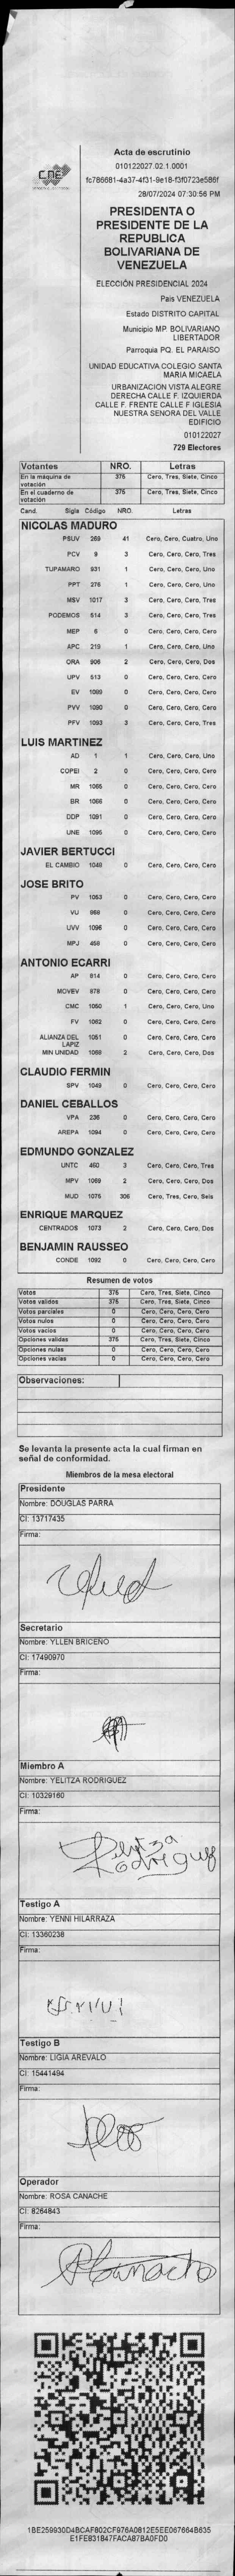 CNE
Acta de escrutinio
010122027.02.1.0001
fc786681-4a37-4f31-9e18-f3f0723e586f
28/07/2024 07:30:56 PM
PRESIDENTA O
PRESIDENTE DE LA
REPUBLICA
BOLIVARIANA DE
VENEZUELA
ELECCIÓN PRESIDENCIAL 2024
País VENEZUELA
Estado DISTRITO CAPITAL
Municipio MP. BOLIVARIANO
LIBERTADOR
Parroquia PQ. EL PARAISO
UNIDAD EDUCATIVA COLEGIO SANTA
MARIA MICAELA
URBANIZACION VISTA ALEGRE
DERECHA CALLE F. IZQUIERDA
CALLE F. FRENTE CALLE F IGLESIA
NUESTRA SENORA DEL VALLE
EDIFICIO
010122027
729 Electores
Votantes NRO. Letras
En la máquina de votación 375 Cero, Tres, Siete, Cinco
En el cuaderno de votación 375 Cero, Tres, Siete, Cinco
Cand. Sigla Código NRO. Letras
NICOLAS MADURO
PSUV 269 41 Cero, Cero, Cuatro, Uno
PCV 9 3 Cero, Cero, Cero, Tres
TUPAMARO 931 1 Cero, Cero, Cero, Uno
PPT 276 1 Cero, Cero, Cero, Uno
MSV 1017 3 Cero, Cero, Cero, Tres
PODEMOS 514 3 Cero, Cero, Cero, Tres
MEP 6 0 Cero, Cero, Cero, Cero
APC 219 1 Cero, Cero, Cero, Uno
ORA 906 2 Cero, Cero, Cero, Dos
UPV 513 0 Cero, Cero, Cero, Cero
EV 1089 0 Cero, Cero, Cero, Cero
PVV 1090 0 Cero, Cero, Cero, Cero
PFV 1093 3 Cero, Cero, Cero, Tres
LUIS MARTINEZ
AD 1 1 Cero, Cero, Cero, Uno
COPEI 2 0 Cero, Cero, Cero, Cero
MR 1065 0 Cero, Cero, Cero, Cero
BR 1066 0 Cero, Cero, Cero, Cero
DDP 1091 0 Cero, Cero, Cero, Cero
UNE 1095 0 Cero, Cero, Cero, Cero
JAVIER BERTUCCI
EL CAMBIO 1048 0 Cero, Cero, Cero, Cero
JOSE BRITO
PV 1053 0 Cero, Cero, Cero, Cero
VU 968 0 Cero, Cero, Cero, Cero
UVV 1096 0 Cero, Cero, Cero, Cero
MPJ 458 0 Cero, Cero, Cero, Cero
ANTONIO ECARRI
AP 814 0 Cero, Cero, Cero, Cero
MOVEV 878 0 Cero, Cero, Cero, Cero
CMC 1050 1 Cero, Cero, Cero, Uno
FV 1062 0 Cero, Cero, Cero, Cero
ALIANZA DEL LAPIZ 1051 0 Cero, Cero, Cero, Cero
MIN UNIDAD 1069 2 Cero, Cero, Cero, Dos
CLAUDIO FERMIN
SPV 1049 0 Cero, Cero, Cero, Cero
DANIEL CEBALLOS
VPA 236 0 Cero, Cero, Cero, Cero
AREPA 1094 0 Cero, Cero, Cero, Cero
EDMUNDO GONZALEZ
UNTC 460 3 Cero, Cero, Cero, Tres
MPV 1069 2 Cero, Cero, Cero, Dos
MUD 1075 306 Cero, Tres, Cero, Seis
ENRIQUE MARQUEZ
CENTRADOS 1073 2 Cero, Cero, Cero, Dos
BENJAMIN RAUSSEO
CONDE 1092 0 Cero, Cero, Cero, Cero
Resumen de votos
Votos 375 Cero, Tres, Siete, Cinco
Votos validos 375 Cero, Tres, Siete, Cinco
Votos parciales 0 Cero, Cero, Cero, Cero
Votos nulos 0 Cero, Cero, Cero, Cero
Votos vacios 0 Cero, Cero, Cero, Cero
Opciones validas 375 Cero, Tres, Siete, Cinco
Opciones nulas 0 Cero, Cero, Cero, Cero
Opciones vacias 0 Cero, Cero, Cero, Cero
Observaciones:
Se levanta la presente acta la cual firman en
señal de conformidad.
Miembros de la mesa electoral
Presidente
Nombre: DOUGLAS PARRA
CI: 13717435
Firma:
Secretario
Nombre: YLLEN BRICEÑO
CI: 17490970
Firma:
Miembro A
Nombre: YELITZA RODRIGUEZ
CI: 10329160
Firma:
Yelitza
Rodriguez
Testigo A
Nombre: YENNI HILARRAZA
CI: 13360238
Firma:
Testigo B
Nombre: LIGIA AREVALO
CI: 15441494
Firma:
Operador
Nombre: ROSA CANACHE
CI: 8264843
Firma:
1BE259930D4BCAF802CF976A0812E5EE067664B635
E1FE831847FACA87BA0FD0